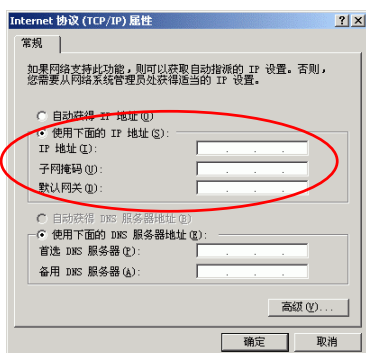 Internet 协议 (TCP/IP) 属性
常规
如果网络支持此功能，则可以获取自动指派的 IP 设置。否则，
您需要从网络系统管理员处获得适当的 IP 设置。
自动获得 IP 地址(O)
使用下面的 IP 地址(S):
IP 地址(I):
子网掩码(U):
默认网关(D):
自动获得 DNS 服务器地址(B)
使用下面的 DNS 服务器地址(E):
首选 DNS 服务器(P):
备用 DNS 服务器(A):
高级(V)...
确定 取消